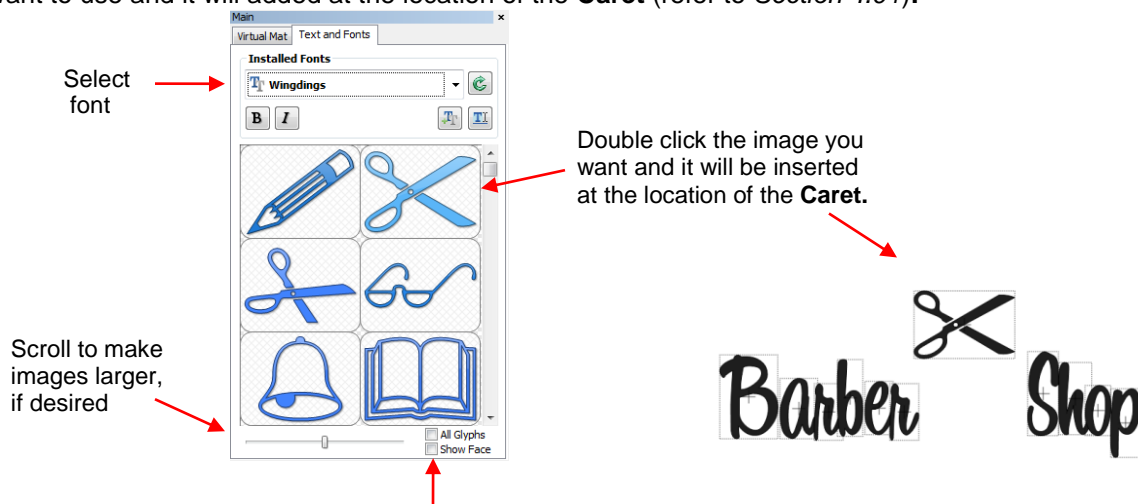 want to use and it will added at the location of the Caret (refer to Section 4.04).
Main ×
Virtual Mat Text and Fonts
Installed Fonts
Select
font
Wingdings
B I
Double click the image you
want and it will be inserted
at the location of the Caret.
Scroll to make
images larger,
if desired
Barber Shop
All Glyphs
Show Face